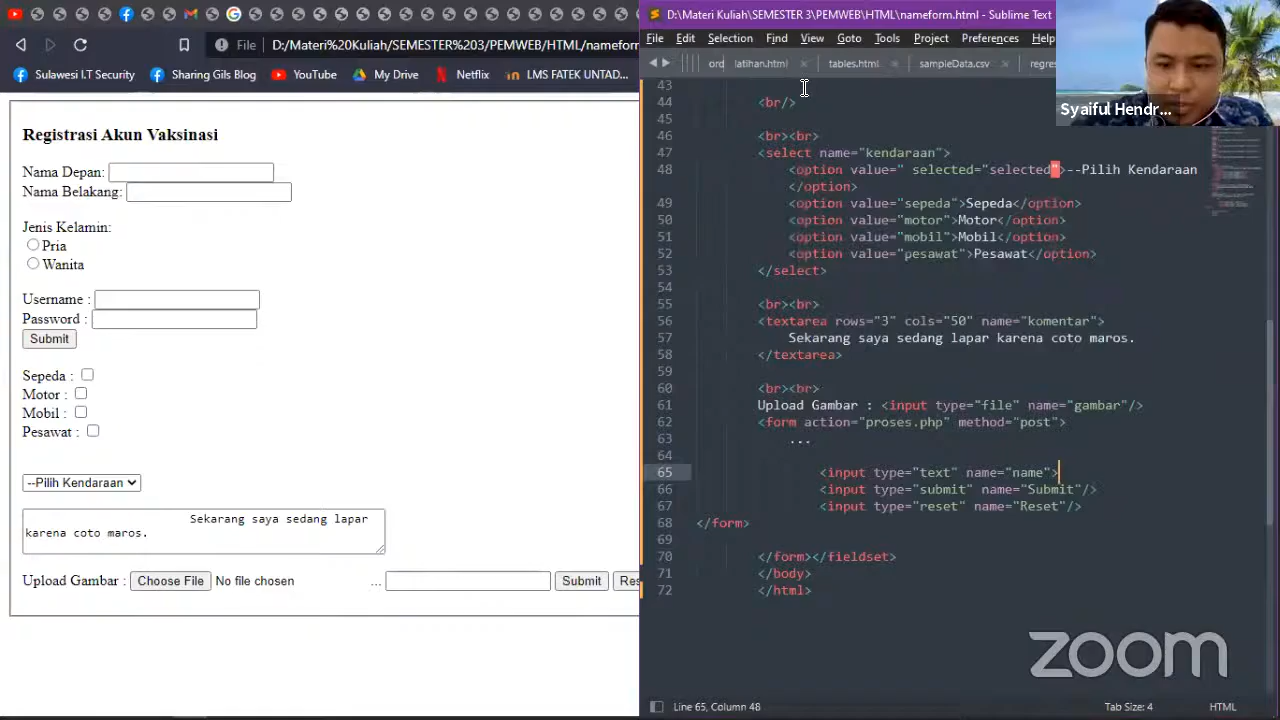 File D:/Materi%20Kuliah/SEMESTER%203/PEMWEB/HTML/namefor
Sulawesi I.T Security Sharing Gils Blog YouTube My Drive Netflix LMS FATEK UNTAD...
Registrasi Akun Vaksinasi
Nama Depan:
Nama Belakang:
Jenis Kelamin:
Pria
Wanita
Username :
Password :
Submit
Sepeda :
Motor :
Mobil :
Pesawat :
--Pilih Kendaraan
Sekarang saya sedang lapar
karena coto maros.
Upload Gambar : Choose File No file chosen ... Submit Res
D:\Materi Kuliah\SEMESTER 3\PEMWEB\HTML\nameform.html - Sublime Text
File Edit Selection Find View Goto Tools Project Preferences Help
ord latihan.html tables.html sampleData.csv regre
Syaiful Hendr...
43
44 <br/>
45
46 <br><br>
47 <select name="kendaraan">
48 <option value=" selected="selected">--Pilih Kendaraan
</option>
49 <option value="sepeda">Sepeda</option>
50 <option value="motor">Motor</option>
51 <option value="mobil">Mobil</option>
52 <option value="pesawat">Pesawat</option>
53 </select>
54
55 <br><br>
56 <textarea rows="3" cols="50" name="komentar">
57 Sekarang saya sedang lapar karena coto maros.
58 </textarea>
59
60 <br><br>
61 Upload Gambar : <input type="file" name="gambar"/>
62 <form action="proses.php" method="post">
63 ...
64
65 <input type="text" name="name">
66 <input type="submit" name="Submit"/>
67 <input type="reset" name="Reset"/>
68 </form>
69
70 </form></fieldset>
71 </body>
72 </html>
zoom
Line 65, Column 48 Tab Size: 4 HTML